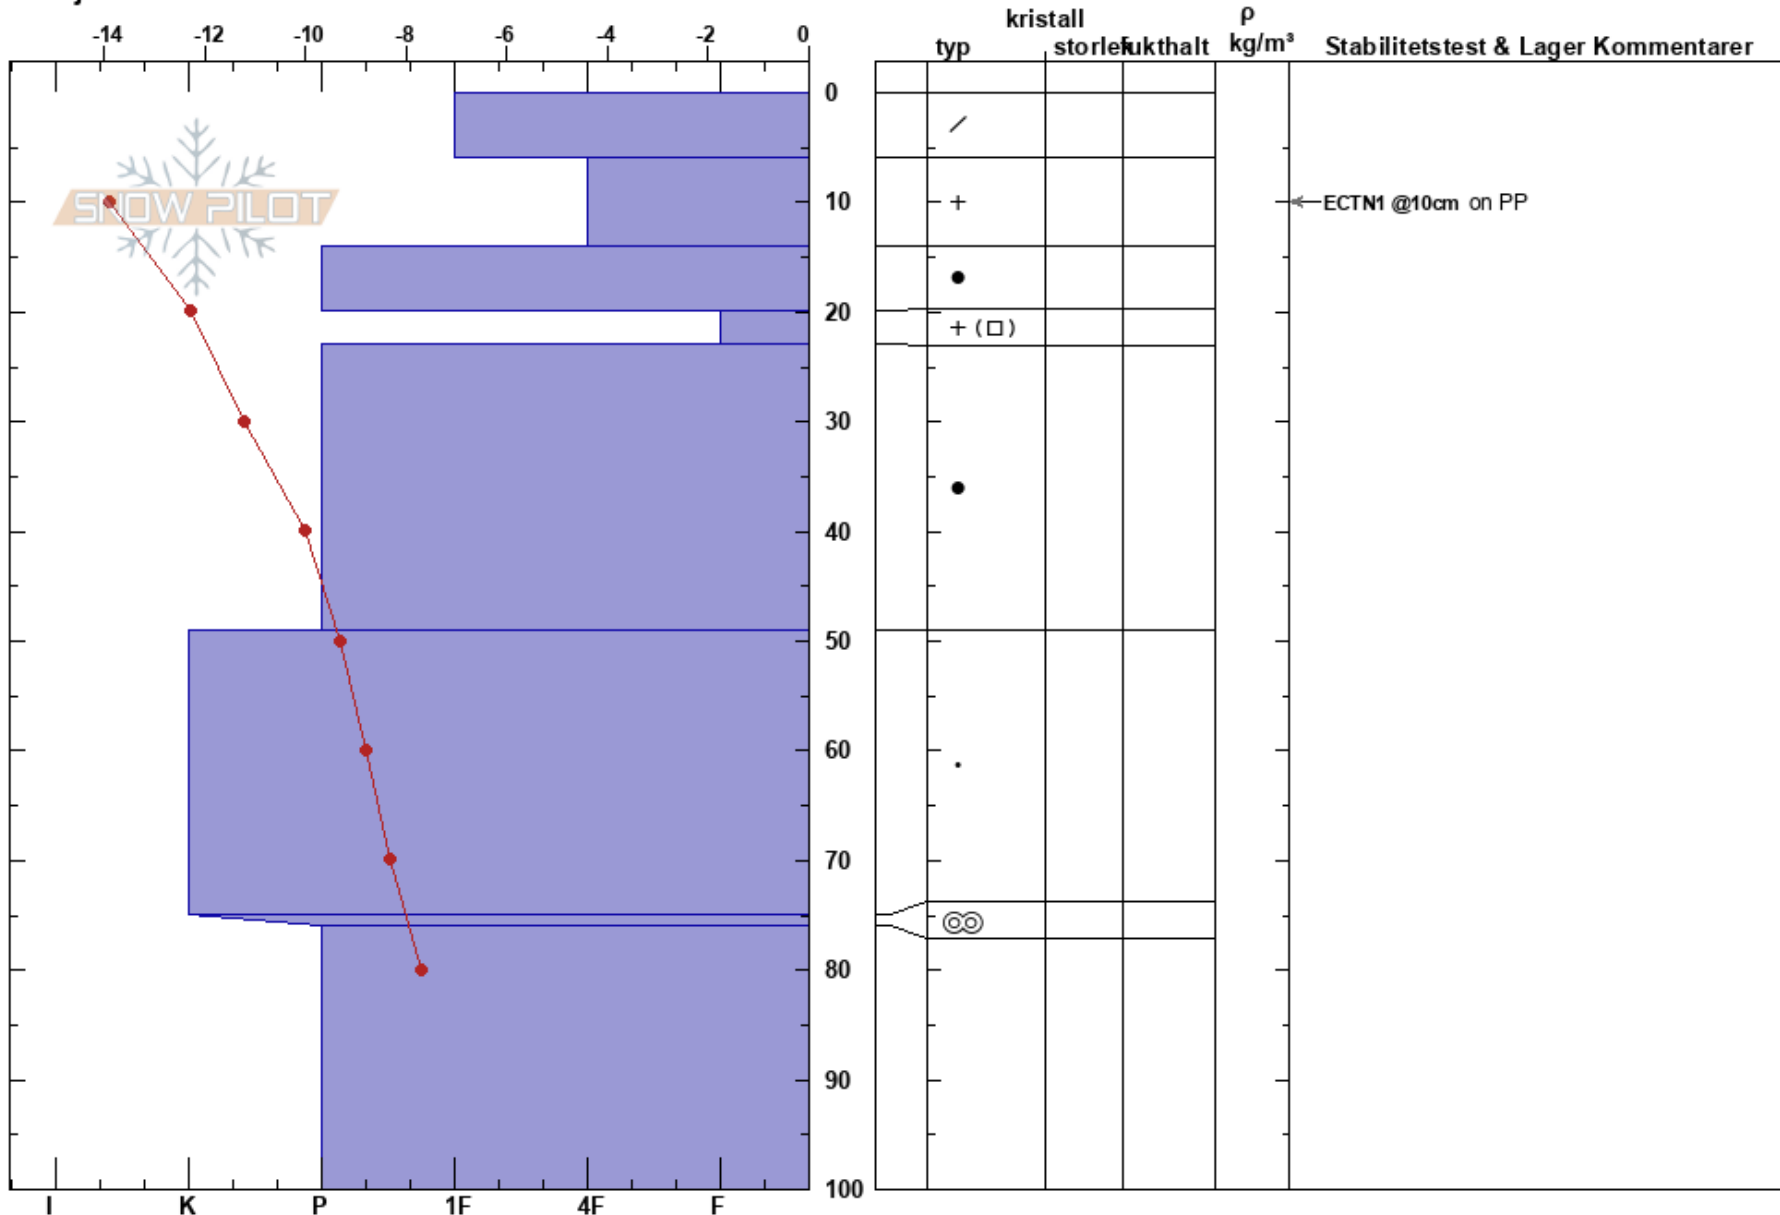 kristall ρ
-14 -12 -10 -8 -6 -4 -2 0 typ fukthalt kg/m³ Stabilitetstest & Lager Kommentarer
0
SNOW PILOT 10 + ECTN1 @10cm on PP
20
+ (□)
30
40
50
60
70
80
90
100
I K P 1F 4F F